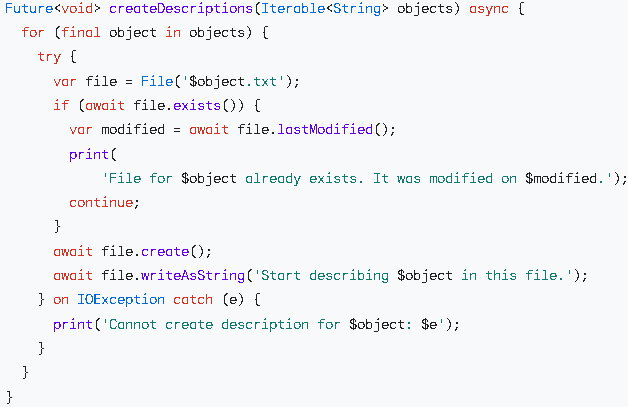 Future<void> createDescriptions(Iterable<String> objects) async {
  for (final object in objects) {
    try {
      var file = File('$object.txt');
      if (await file.exists()) {
        var modified = await file.lastModified();
        print(
            'File for $object already exists. It was modified on $modified.');
        continue;
      }
      await file.create();
      await file.writeAsString('Start describing $object in this file.');
    } on IOException catch (e) {
      print('Cannot create description for $object: $e');
    }
  }
}